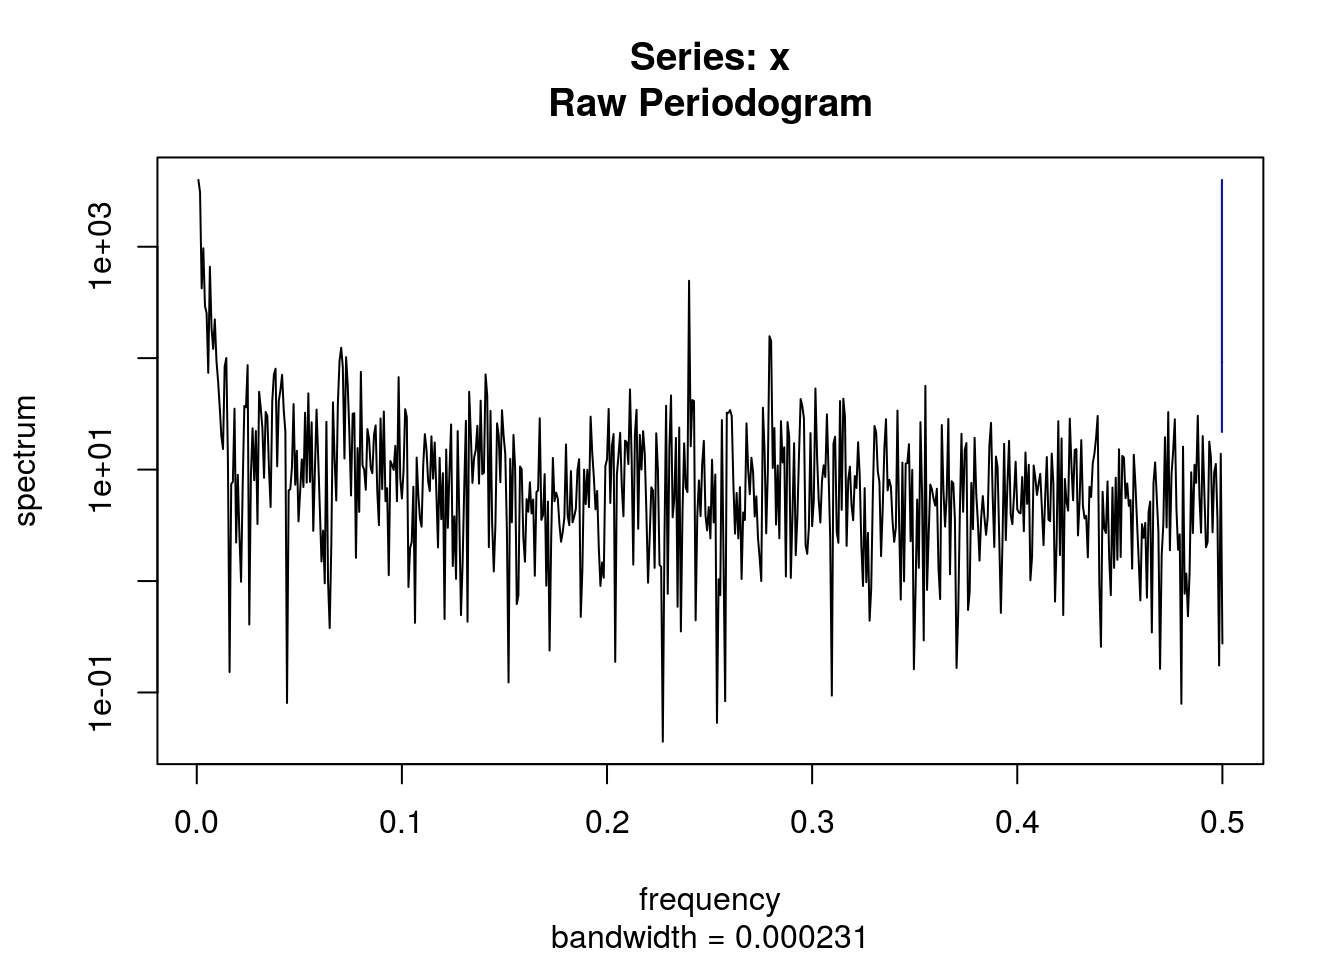 Series: x
Raw Periodogram
spectrum
1e+03
1e+01
1e-01
0.0 0.1 0.2 0.3 0.4 0.5
frequency
bandwidth = 0.000231